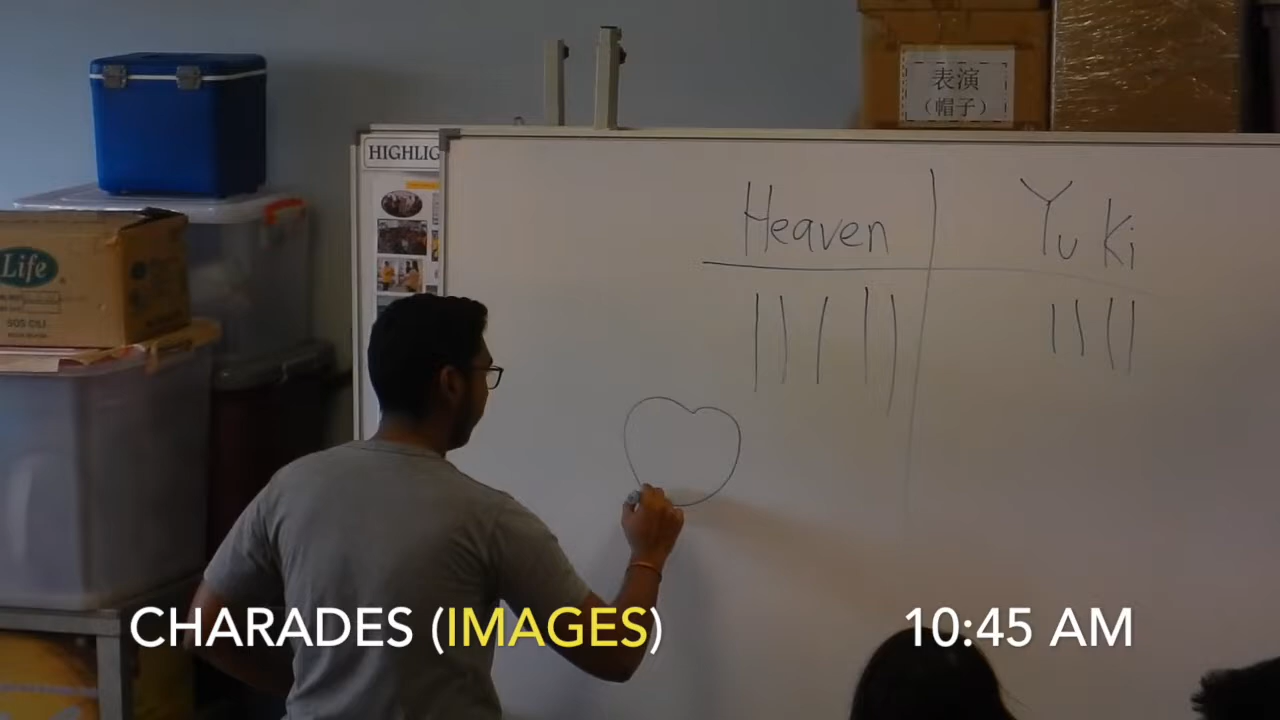 表演
(帽子)
HIGHLIG
Heaven
Yuki
Life
CHARADES (IMAGES)
10:45 AM